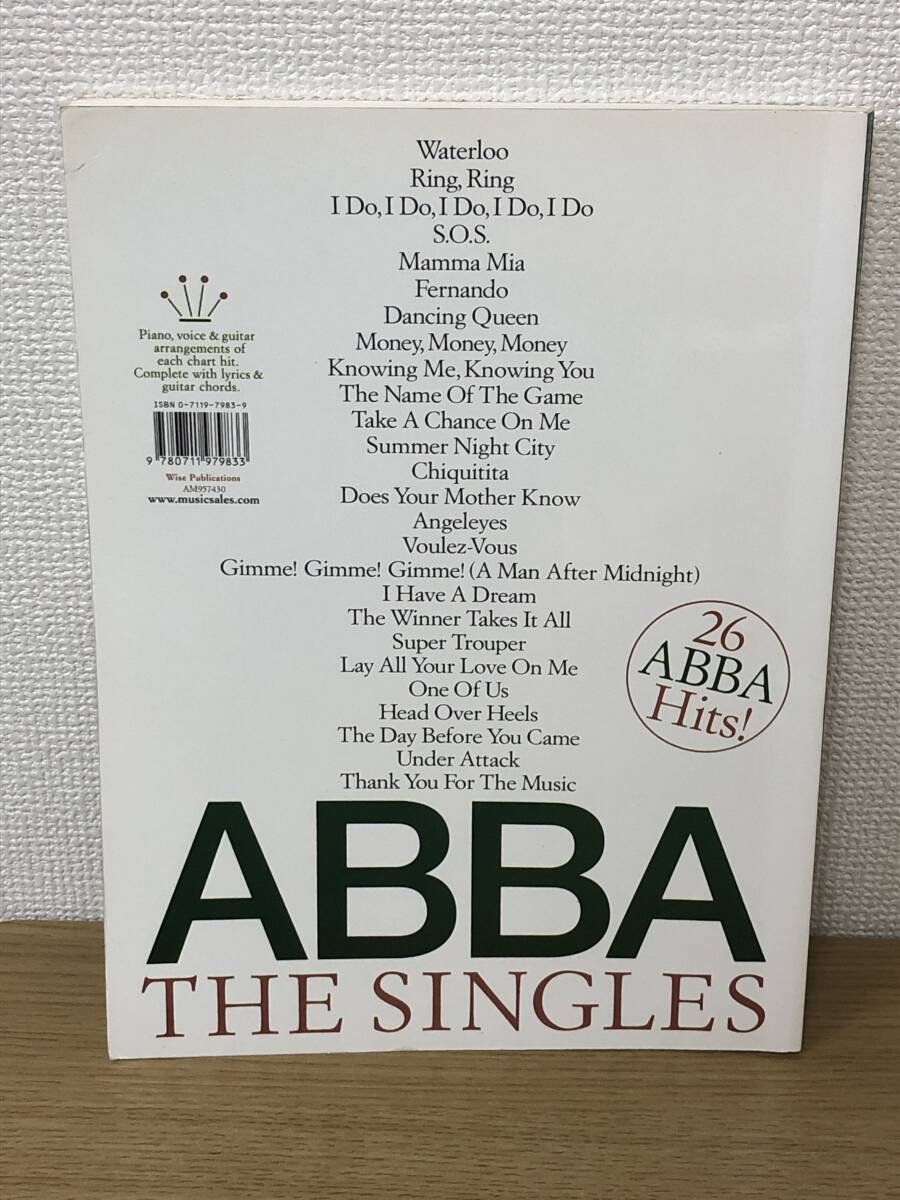 Waterloo
Ring, Ring
I Do, I Do, I Do, I Do, I Do
S.O.S.
Mamma Mia
Fernando
Dancing Queen
Money, Money, Money
Knowing Me, Knowing You
The Name Of The Game
Take A Chance On Me
Summer Night City
Chiquitita
Does Your Mother Know
Angeleyes
Voulez-Vous
Gimme! Gimme! Gimme! (A Man After Midnight)
I Have A Dream
The Winner Takes It All
Super Trouper
Lay All Your Love On Me
One Of Us
Head Over Heels
The Day Before You Came
Under Attack
Thank You For The Music
Piano, voice & guitar
arrangements of
each chart hit.
Complete with lyrics &
guitar chords.
ISBN 0-7119-7983-9
9 780711 979833
Wise Publications
AM957430
www.musicsales.com
26
ABBA
Hits!
ABBA
THE SINGLES